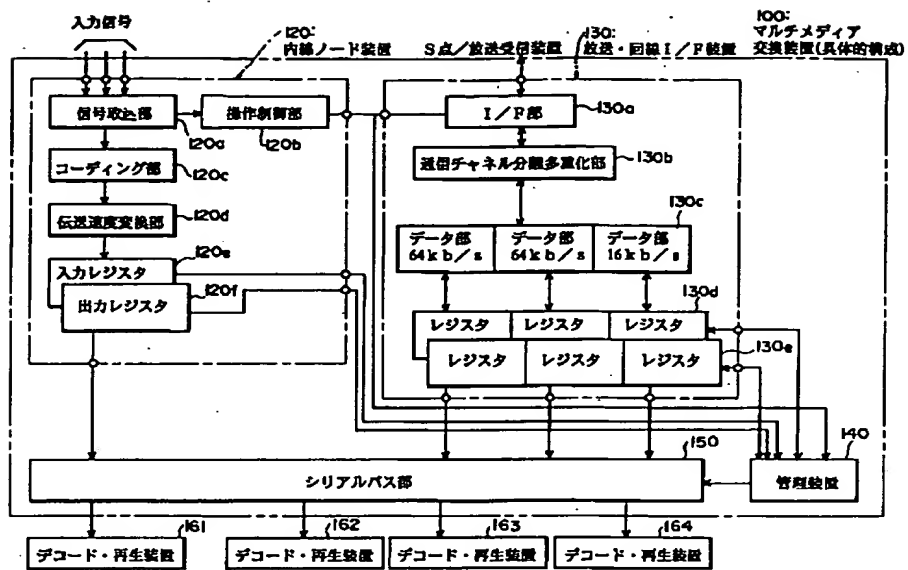 入力信号
120:
内線ノード装置
S点/放送受信装置
130:
放送・回線I/F装置
100:
マルチメディア
交換装置(具体的構成)
信号取込部
120a
操作制御部
120b
I/F部
130a
コーディング部
120c
通信チャネル分離多重化部
130b
伝送速度変換部
120d
130c
データ部
64kb/s
データ部
64kb/s
データ部
16kb/s
入力レジスタ
120e
出力レジスタ
120f
レジスタ
レジスタ
レジスタ
130d
レジスタ
レジスタ
レジスタ
130e
シリアルバス部
150
管理装置
140
デコード・再生装置
161
デコード・再生装置
162
デコード・再生装置
163
デコード・再生装置
164